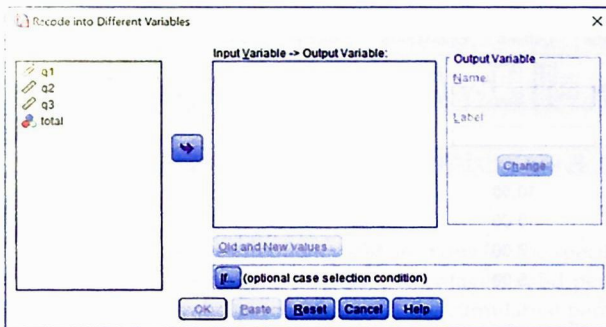 Recode into Different Variables
q1
q2
q3
total
Input Variable -> Output Variable:
Output Variable
Name
Label
Change
Old and New Values...
If... (optional case selection condition)
OK
Paste
Reset
Cancel
Help